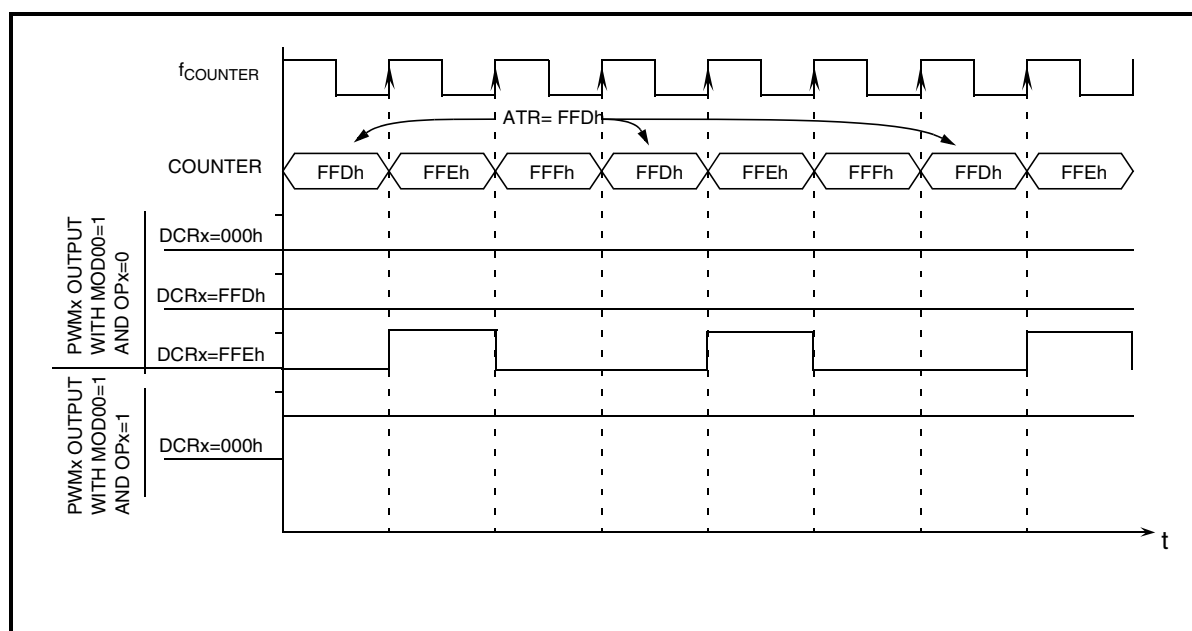 fCOUNTER
ATR= FFDh
COUNTER
FFDh FFEh FFFh FFDh FFEh FFFh FFDh FFEh
PWMx OUTPUT
WITH MOD00=1
AND OPx=0
DCRx=000h
DCRx=FFDh
DCRx=FFEh
PWMx OUTPUT
WITH MOD00=1
AND OPx=1
DCRx=000h
t